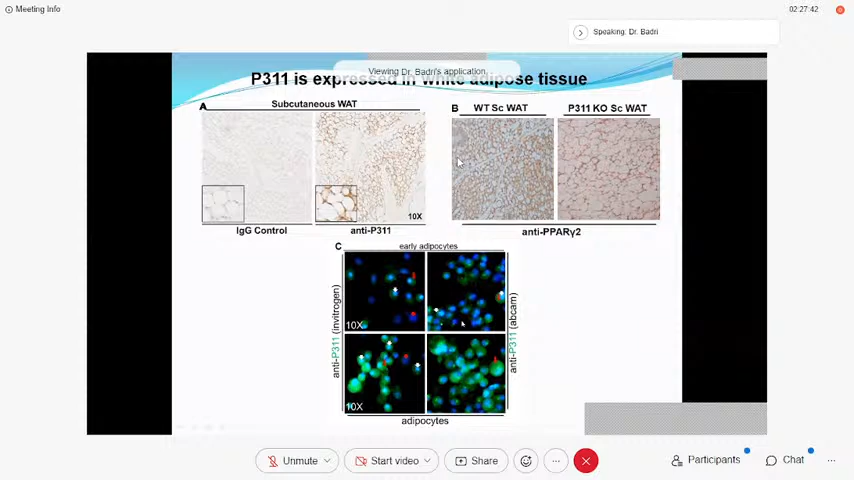 Meeting Info
02:27:42
Speaking: Dr. Badri
Viewing Dr. Badri's application.
P311 is expressed in white adipose tissue
A
Subcutaneous WAT
B
WT Sc WAT
P311 KO Sc WAT
10X
IgG Control
anti-P311
anti-PPARγ2
C
early adipocytes
anti-P311 (invitrogen)
anti-P311 (abcam)
10X
10X
adipocytes
Unmute
Start video
Share
Participants
Chat